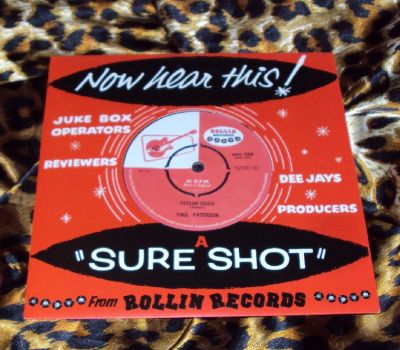 Now hear this!
JUKE BOX
OPERATORS
REVIEWERS
ROLLIN
RECORDS
45 R.P.M.
FEELIN' GOOD
PAUL PATERSON
DEE JAYS
PRODUCERS
A
"SURE SHOT"
From ROLLIN RECORDS